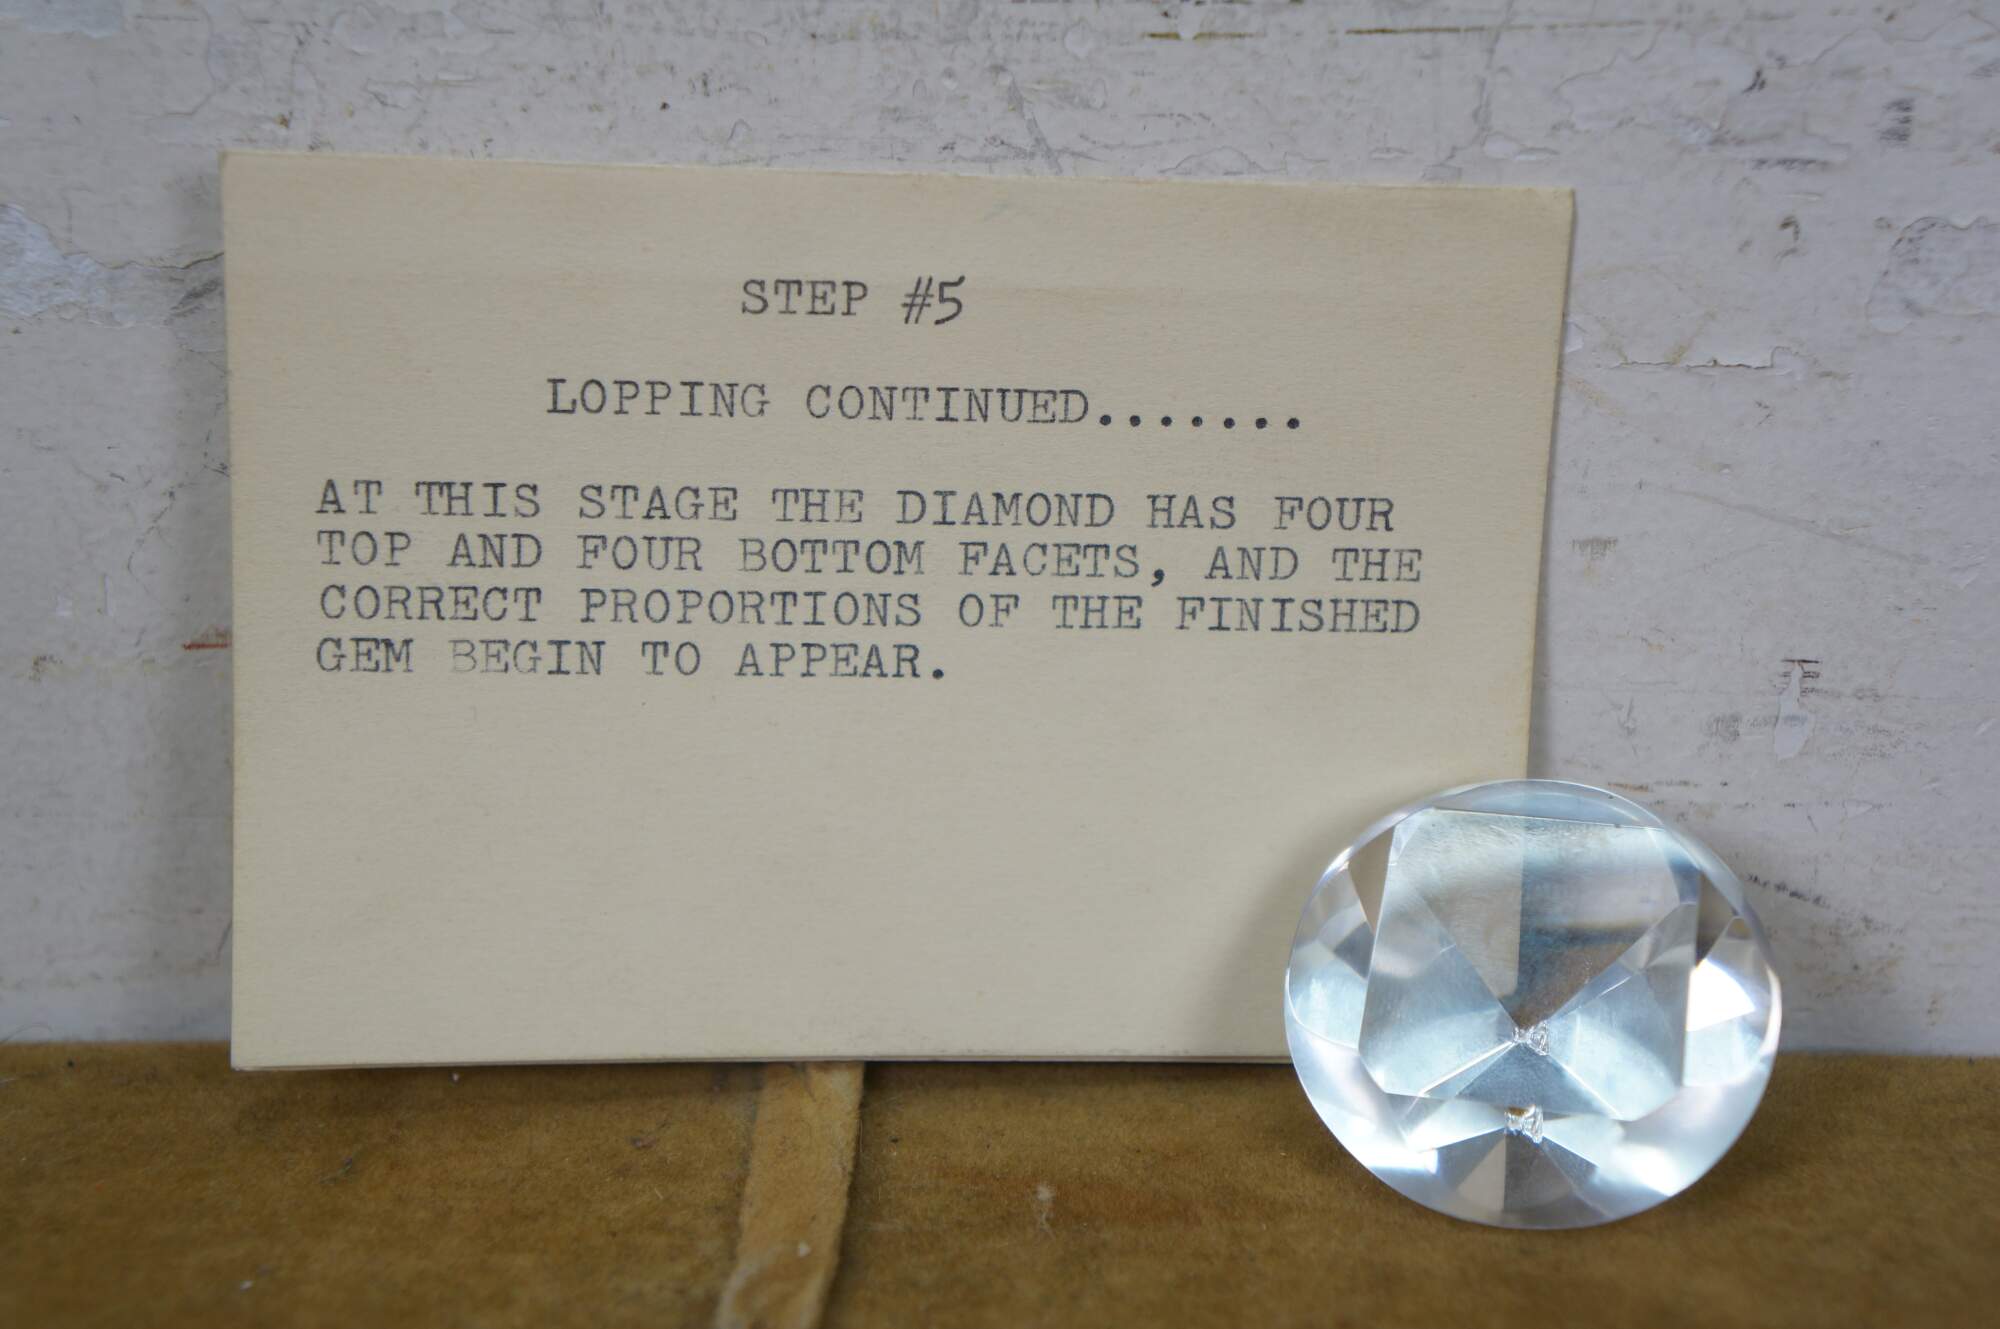 STEP #5
LOPPING CONTINUED.......
AT THIS STAGE THE DIAMOND HAS FOUR
TOP AND FOUR BOTTOM FACETS, AND THE
CORRECT PROPORTIONS OF THE FINISHED
GEM BEGIN TO APPEAR.